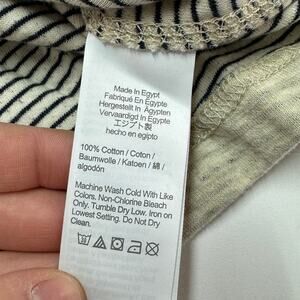 Made In Egypt
Fabriqué En Egypte
Hergestellt In Ägypten
Vervaardigd In Egypte
エジプト製
hecho en egipto
100% Cotton / Coton /
Baumwolle / Katoen / 綿 /
algodón
Machine Wash Cold With Like
Colors. Non-Chlorine Bleach
Only. Tumble Dry Low. Iron on
Lowest Setting. Do Not Dry
Clean.